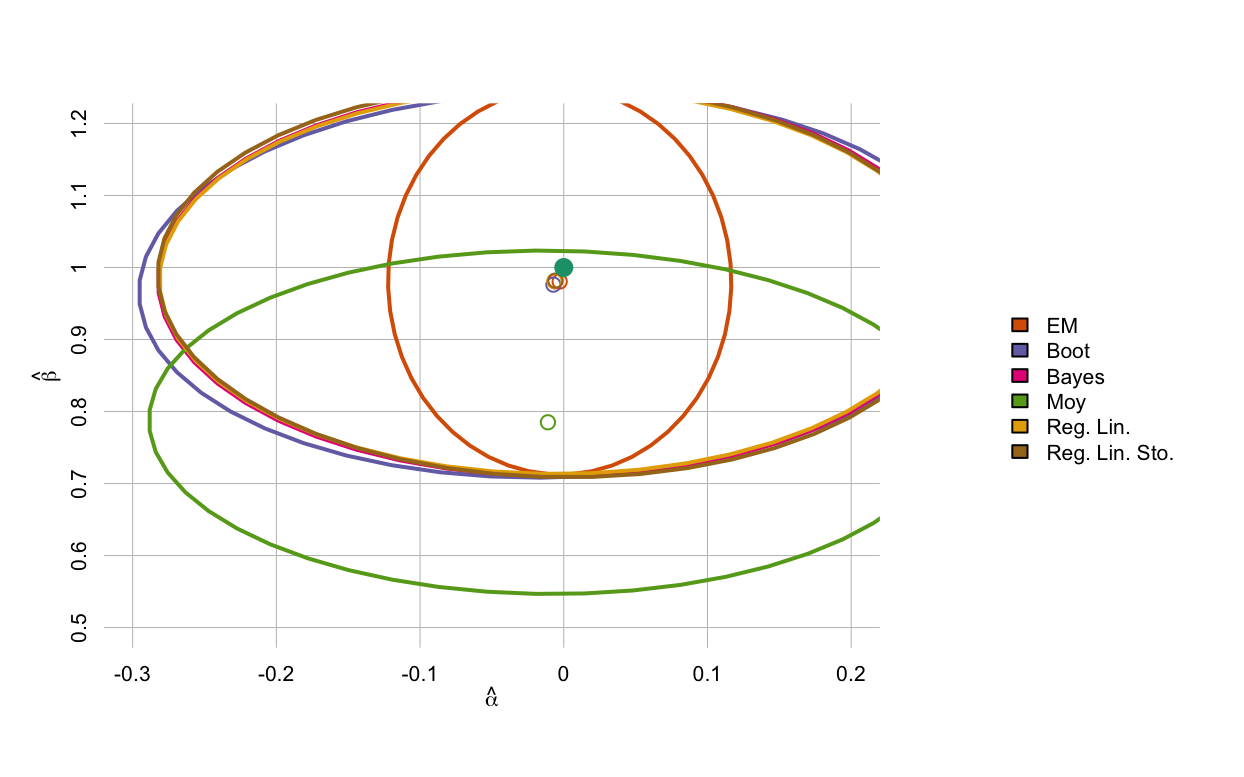 1.2
1.1
1
0.9
0.8
0.7
0.6
0.5
β̂
-0.3
-0.2
-0.1
0
0.1
0.2
α̂
EM
Boot
Bayes
Moy
Reg. Lin.
Reg. Lin. Sto.